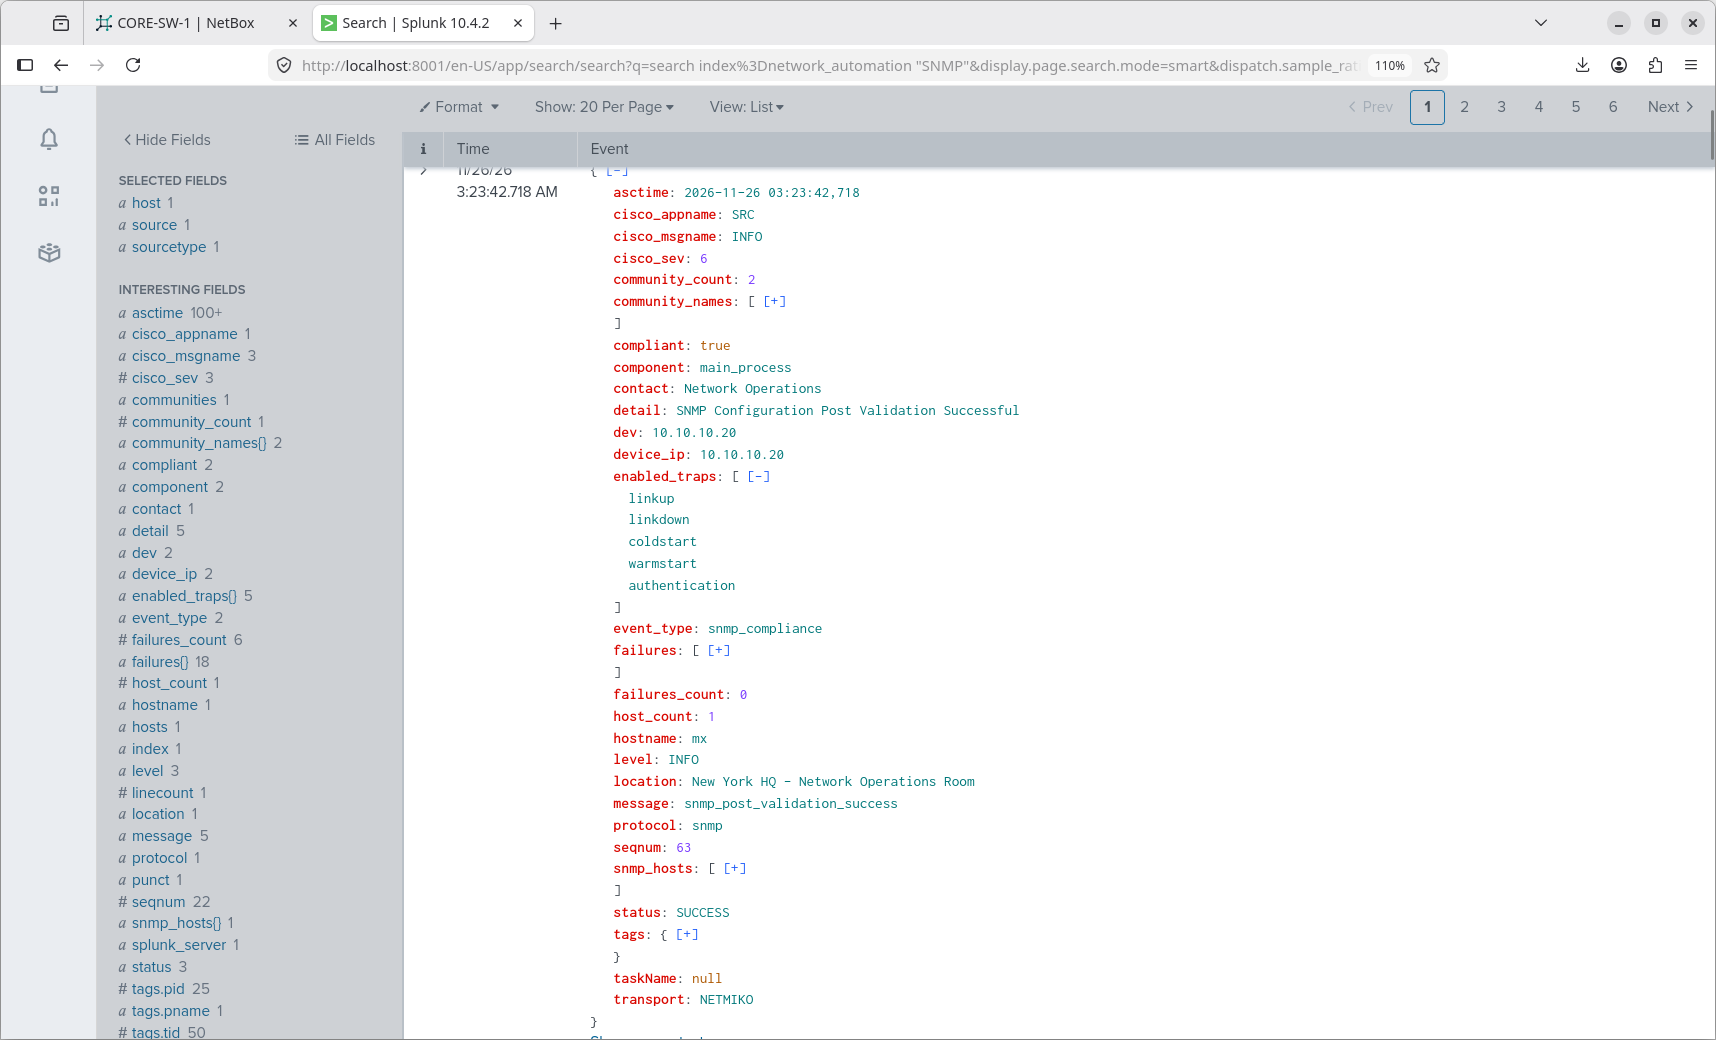 CORE-SW-1 | NetBox
Search | Splunk 10.4.2
http://localhost:8001/en-US/app/search/search?q=search index%3Dnetwork_automation "SNMP"&display.page.search.mode=smart&dispatch.sample_rat
110%
Format
Show: 20 Per Page
View: List
Prev 1 2 3 4 5 6 Next
Hide Fields
All Fields
SELECTED FIELDS
a host 1
a source 1
a sourcetype 1
INTERESTING FIELDS
a asctime 100+
a cisco_appname 1
a cisco_msgname 3
# cisco_sev 3
a communities 1
# community_count 1
a community_names{} 2
a compliant 2
a component 2
a contact 1
a detail 5
a dev 2
a device_ip 2
a enabled_traps{} 5
a event_type 2
# failures_count 6
a failures{} 18
# host_count 1
a hostname 1
a hosts 1
a index 1
a level 3
# linecount 1
a location 1
a message 5
a protocol 1
a punct 1
# seqnum 22
a snmp_hosts{} 1
a splunk_server 1
a status 3
# tags.pid 25
a tags.pname 1
# tags.tid 50
i Time Event
11/26/26
3:23:42.718 AM
{ [-]
asctime: 2026-11-26 03:23:42,718
cisco_appname: SRC
cisco_msgname: INFO
cisco_sev: 6
community_count: 2
community_names: [ [+]
]
compliant: true
component: main_process
contact: Network Operations
detail: SNMP Configuration Post Validation Successful
dev: 10.10.10.20
device_ip: 10.10.10.20
enabled_traps: [ [-]
linkup
linkdown
coldstart
warmstart
authentication
]
event_type: snmp_compliance
failures: [ [+]
]
failures_count: 0
host_count: 1
hostname: mx
level: INFO
location: New York HQ - Network Operations Room
message: snmp_post_validation_success
protocol: snmp
seqnum: 63
snmp_hosts: [ [+]
]
status: SUCCESS
tags: { [+]
}
taskName: null
transport: NETMIKO
}